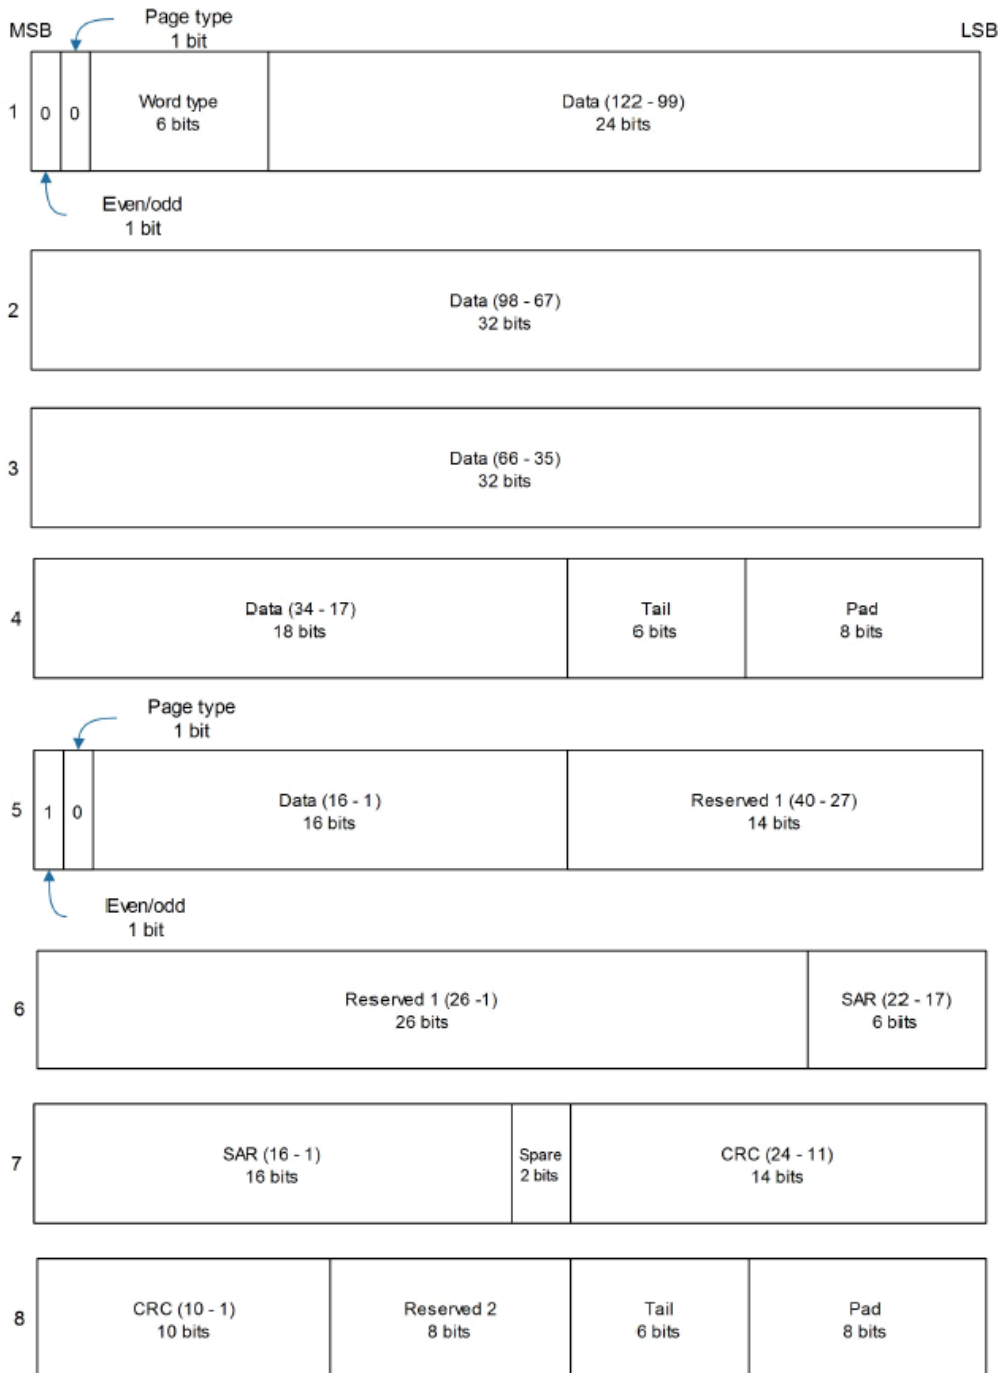 MSB
Page type
1 bit
LSB
1
0
0
Word type
6 bits
Data (122 - 99)
24 bits
Even/odd
1 bit
2
Data (98 - 67)
32 bits
3
Data (66 - 35)
32 bits
4
Data (34 - 17)
18 bits
Tail
6 bits
Pad
8 bits
Page type
1 bit
5
1
0
Data (16 - 1)
16 bits
Reserved 1 (40 - 27)
14 bits
Even/odd
1 bit
6
Reserved 1 (26 -1)
26 bits
SAR (22 - 17)
6 bits
7
SAR (16 - 1)
16 bits
Spare
2 bits
CRC (24 - 11)
14 bits
8
CRC (10 - 1)
10 bits
Reserved 2
8 bits
Tail
6 bits
Pad
8 bits